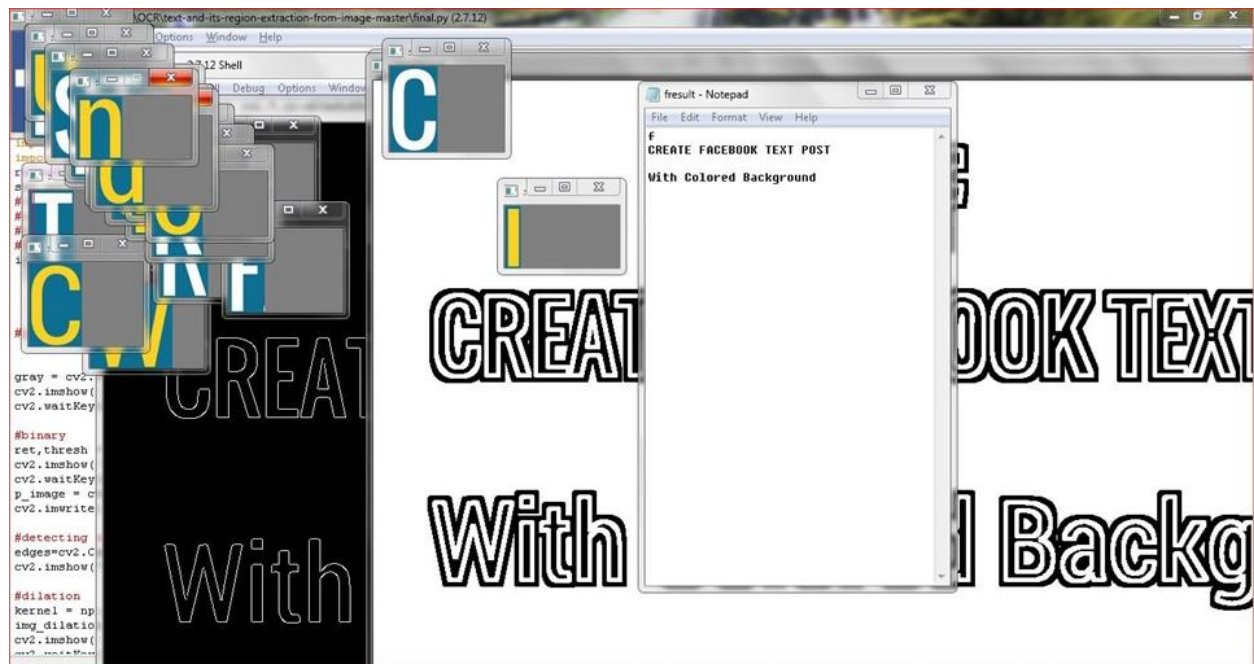 \OCR\text-and-its-region-extraction-from-image-master\final.py (2.7.12)
Options Window Help
2.7.12 Shell
Debug Options Window
fresult - Notepad
File Edit Format View Help
f
CREATE FACEBOOK TEXT POST
With Colored Background
C
S
n
d
T
O
C
R
F
W
l
CREAT OOK TEXT
CREAT
With d Backg
With
gray = cv2.
cv2.imshow(
cv2.waitKey
#binary
ret,thresh
cv2.imshow(
cv2.waitKey
p_image = c
cv2.imwrite
#detecting
edges=cv2.C
cv2.imshow(
#dilation
kernel = np
img_dilatio
cv2.imshow(
cv2.waitKey